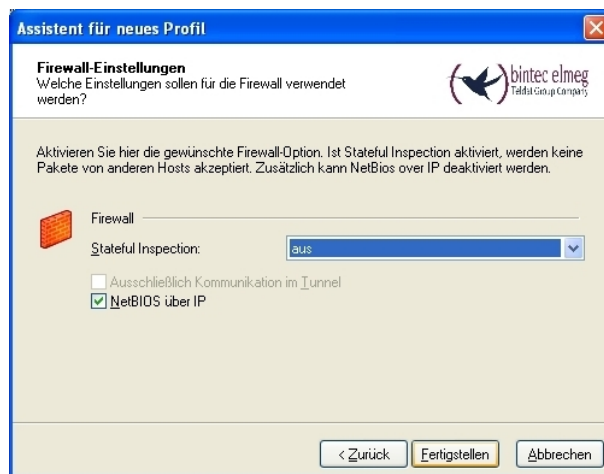 Assistent für neues Profil
Firewall-Einstellungen
Welche Einstellungen sollen für die Firewall verwendet
werden?
bintec elmeg
Teldat Group Company
Aktivieren Sie hier die gewünschte Firewall-Option. Ist Stateful Inspection aktiviert, werden keine
Pakete von anderen Hosts akzeptiert. Zusätzlich kann NetBios over IP deaktiviert werden.
Firewall
Stateful Inspection:
aus
Ausschließlich Kommunikation im Tunnel
NetBIOS über IP
< Zurück
Fertigstellen
Abbrechen